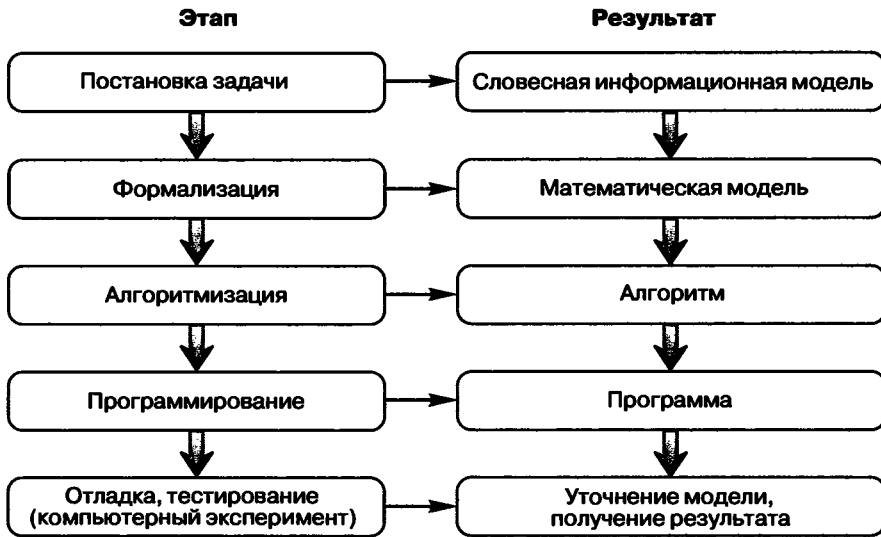 Этап
Результат
Постановка задачи
Словесная информационная модель
Формализация
Математическая модель
Алгоритмизация
Алгоритм
Программирование
Программа
Отладка, тестирование
(компьютерный эксперимент)
Уточнение модели,
получение результата